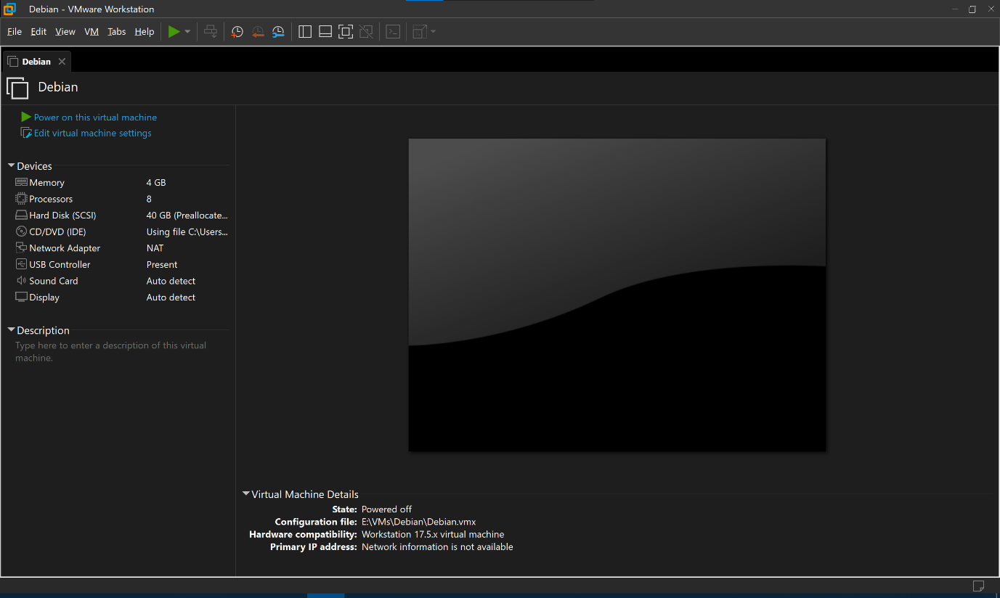 Debian - VMware Workstation
File Edit View VM Tabs Help
Debian
Debian
Power on this virtual machine
Edit virtual machine settings
Devices
Memory 4 GB
Processors 8
Hard Disk (SCSI) 40 GB (Preallocate...
CD/DVD (IDE) Using file C:\Users...
Network Adapter NAT
USB Controller Present
Sound Card Auto detect
Display Auto detect
Description
Type here to enter a description of this virtual
machine.
Virtual Machine Details
State: Powered off
Configuration file: E:\VMs\Debian\Debian.vmx
Hardware compatibility: Workstation 17.5.x virtual machine
Primary IP address: Network information is not available